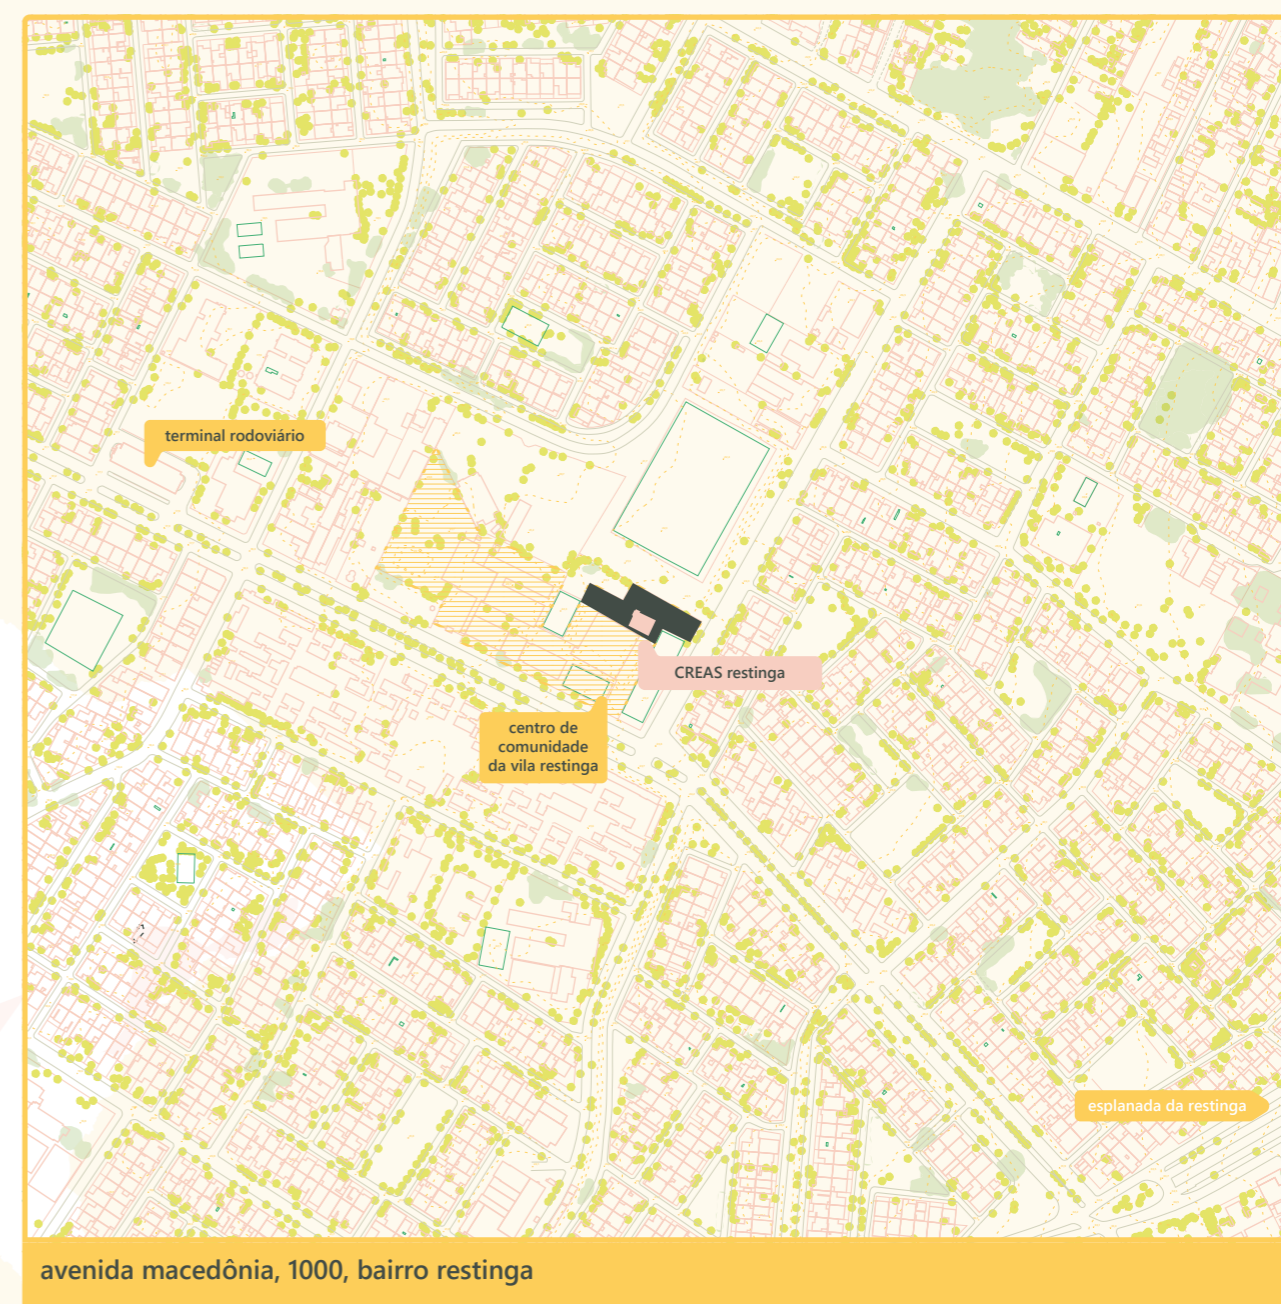 terminal rodoviário
CREAS restinga
centro de
comunidade
da vila restinga
esplanada da restinga
avenida macedônia, 1000, bairro restinga